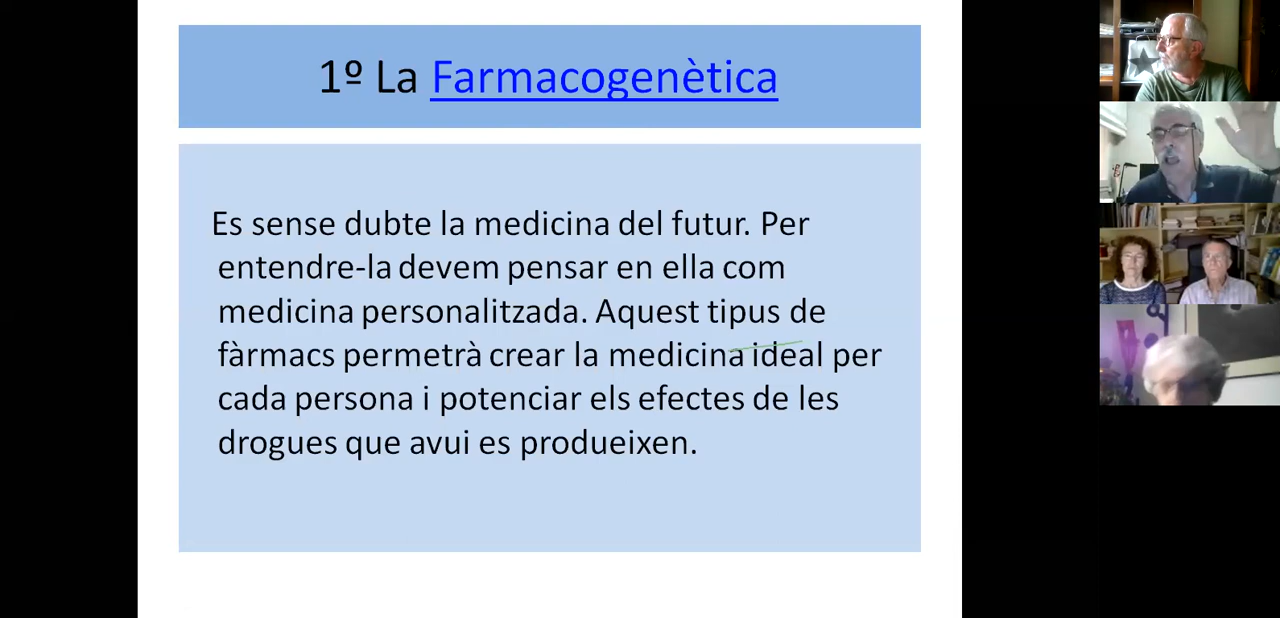 1º La Farmacogenètica
Es sense dubte la medicina del futur. Per
entendre-la devem pensar en ella com
medicina personalitzada. Aquest tipus de
fàrmacs permetrà crear la medicina ideal per
cada persona i potenciar els efectes de les
drogues que avui es produeixen.